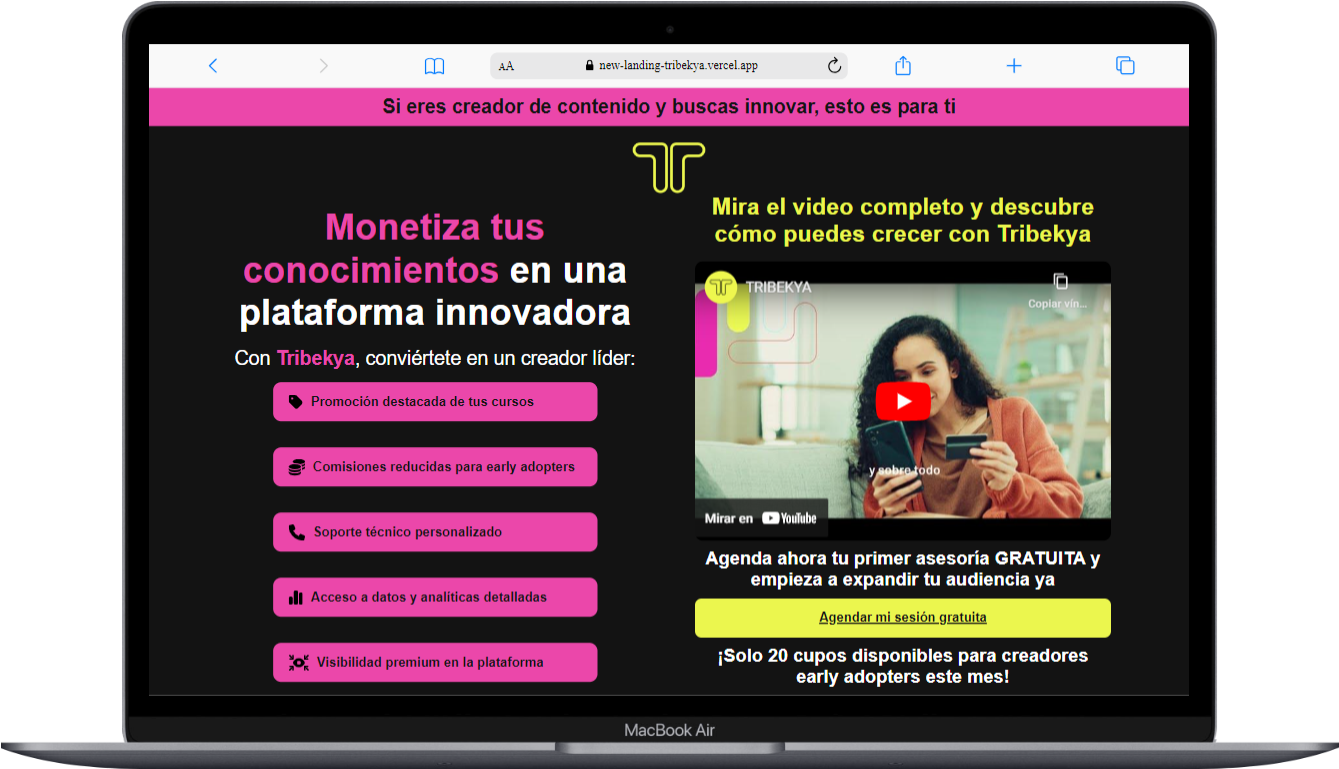 AA
new-landing-tribekya.vercel.app
Si eres creador de contenido y buscas innovar, esto es para ti
Monetiza tus
conocimientos en una
plataforma innovadora
Con Tribekya, conviértete en un creador líder:
Promoción destacada de tus cursos
Comisiones reducidas para early adopters
Soporte técnico personalizado
Acceso a datos y analíticas detalladas
Visibilidad premium en la plataforma
Mira el video completo y descubre
cómo puedes crecer con Tribekya
TRIBEKYA
Copiar vín...
y sobre todo
Mirar en YouTube
Agenda ahora tu primer asesoría GRATUITA y
empieza a expandir tu audiencia ya
Agendar mi sesión gratuita
¡Solo 20 cupos disponibles para creadores
early adopters este mes!
MacBook Air